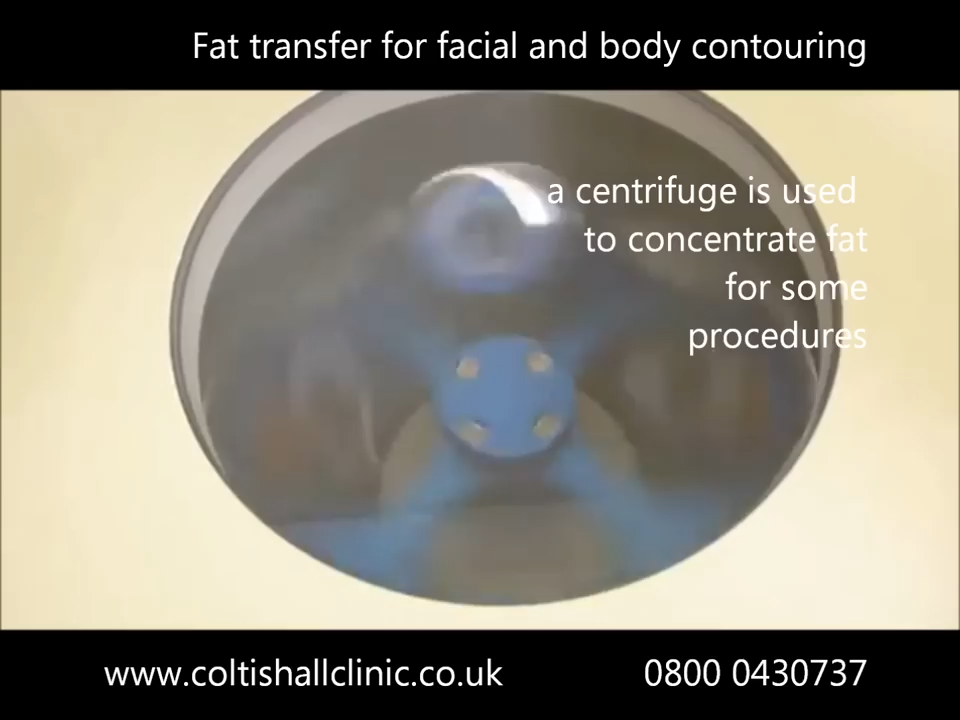 Fat transfer for facial and body contouring
a centrifuge is used
to concentrate fat
for some
procedures
www.coltishallclinic.co.uk 0800 0430737